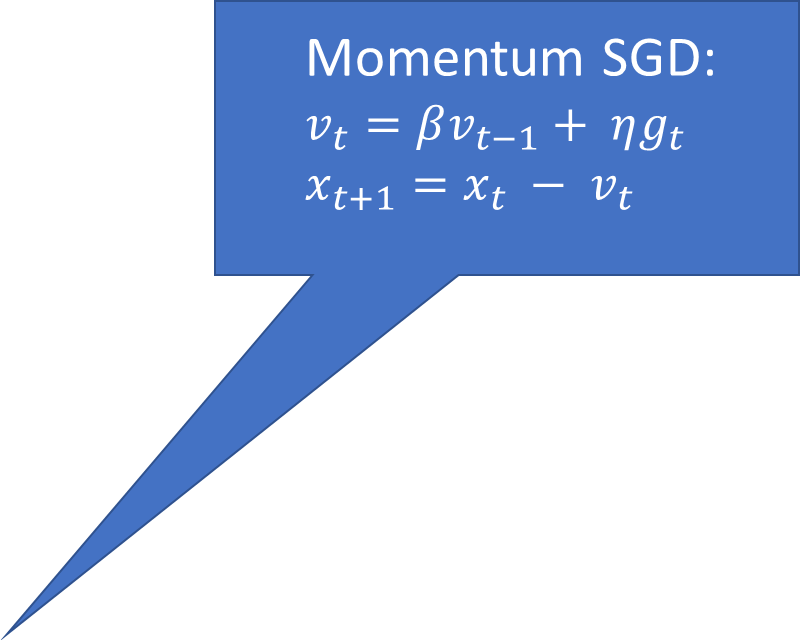 Momentum SGD:
𝑣ₜ = 𝛽𝑣ₜ₋₁ + 𝜂𝑔ₜ
𝑥ₜ₊₁ = 𝑥ₜ − 𝑣ₜ